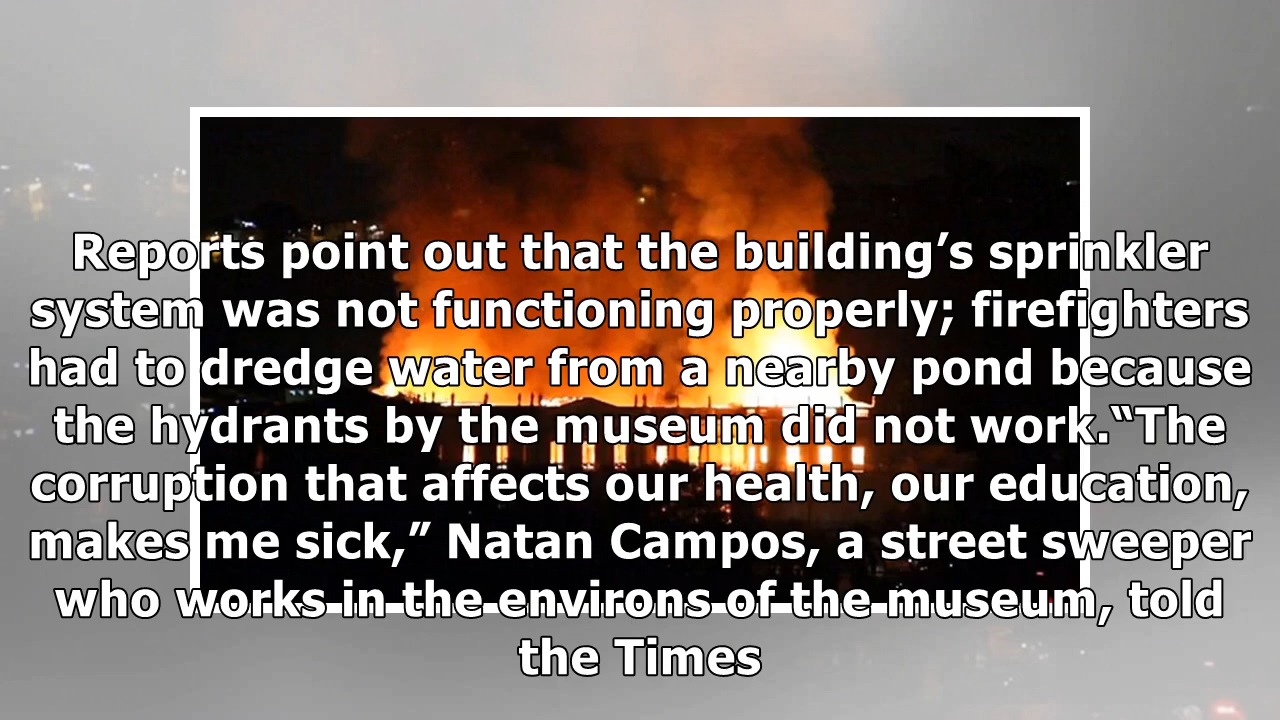 Reports point out that the building’s sprinkler
system was not functioning properly; firefighters
had to dredge water from a nearby pond because
the hydrants by the museum did not work.“The
corruption that affects our health, our education,
makes me sick,” Natan Campos, a street sweeper
who works in the environs of the museum, told
the Times